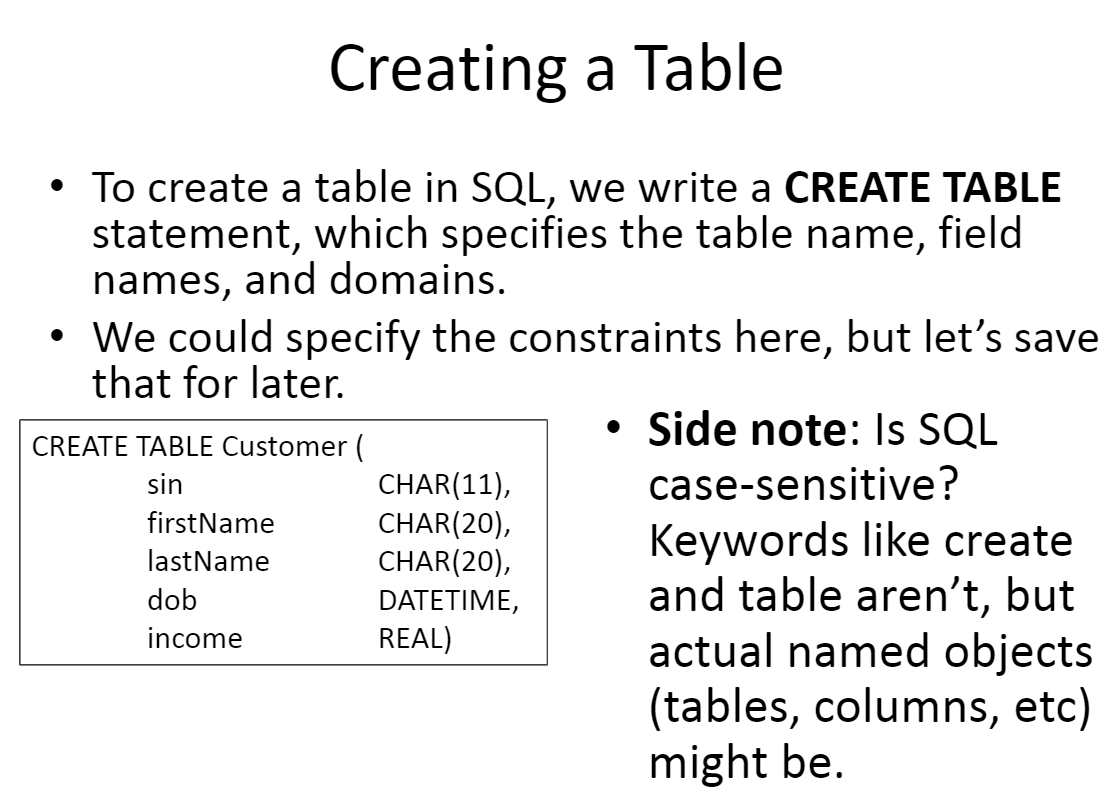 Creating a Table
• To create a table in SQL, we write a CREATE TABLE
statement, which specifies the table name, field
names, and domains.
• We could specify the constraints here, but let’s save
that for later.
CREATE TABLE Customer (
sin CHAR(11),
firstName CHAR(20),
lastName CHAR(20),
dob DATETIME,
income REAL)
• Side note: Is SQL
case-sensitive?
Keywords like create
and table aren’t, but
actual named objects
(tables, columns, etc)
might be.